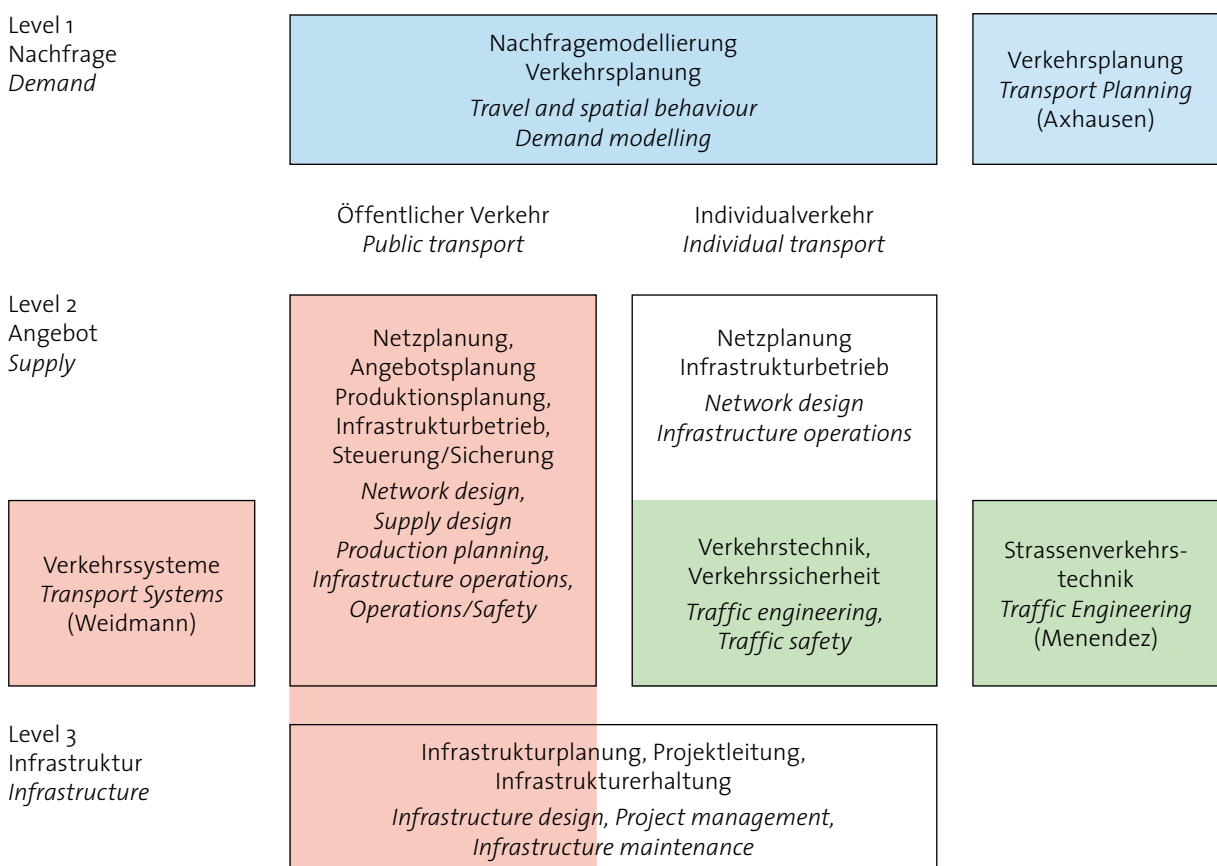 Level 1
Nachfrage
Demand
Nachfragemodellierung
Verkehrsplanung
Travel and spatial behaviour
Demand modelling
Verkehrsplanung
Transport Planning
(Axhausen)
Öffentlicher Verkehr
Public transport
Individualverkehr
Individual transport
Level 2
Angebot
Supply
Netzplanung,
Angebotsplanung
Produktionsplanung,
Infrastrukturbetrieb,
Steuerung/Sicherung
Network design,
Supply design
Production planning,
Infrastructure operations,
Operations/Safety
Netzplanung
Infrastrukturbetrieb
Network design
Infrastructure operations
Verkehrssysteme
Transport Systems
(Weidmann)
Verkehrstechnik,
Verkehrssicherheit
Traffic engineering,
Traffic safety
Strassenverkehrs-
technik
Traffic Engineering
(Menendez)
Level 3
Infrastruktur
Infrastructure
Infrastrukturplanung, Projektleitung,
Infrastrukturerhaltung
Infrastructure design, Project management,
Infrastructure maintenance